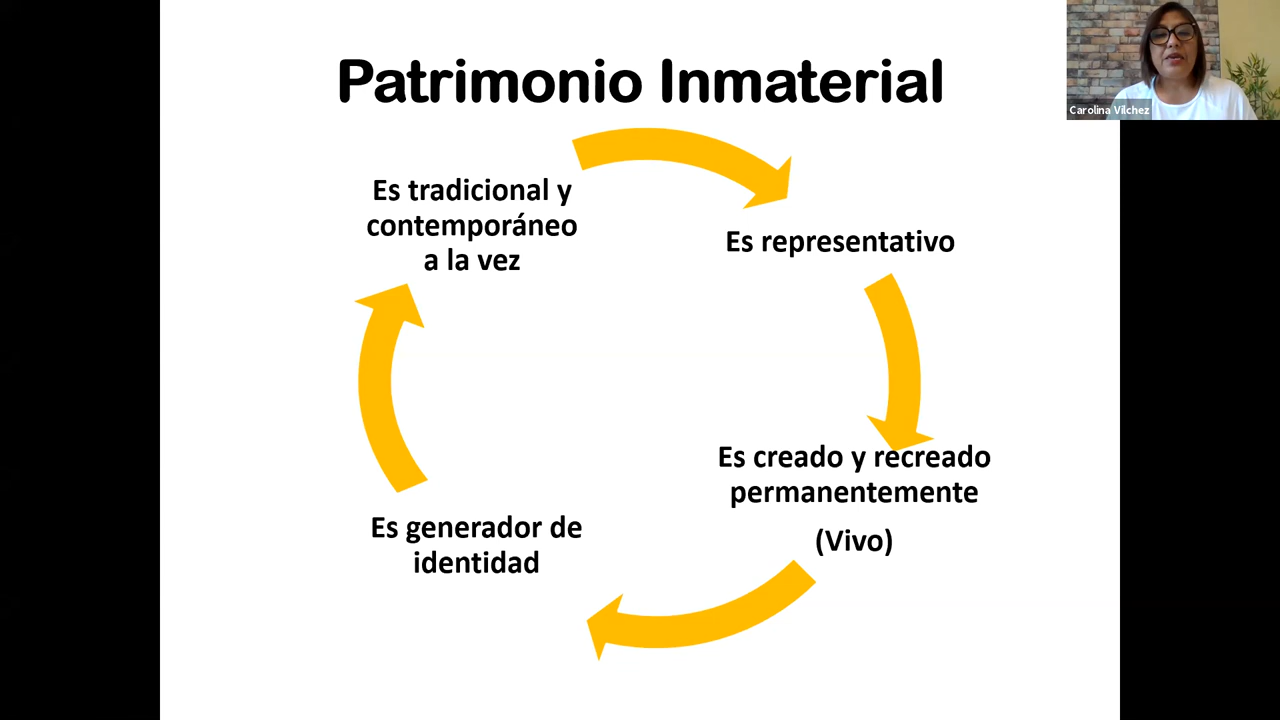 Patrimonio Inmaterial
Carolina Vilchez
Es tradicional y
contemporáneo
a la vez
Es representativo
Es creado y recreado
permanentemente
(Vivo)
Es generador de
identidad